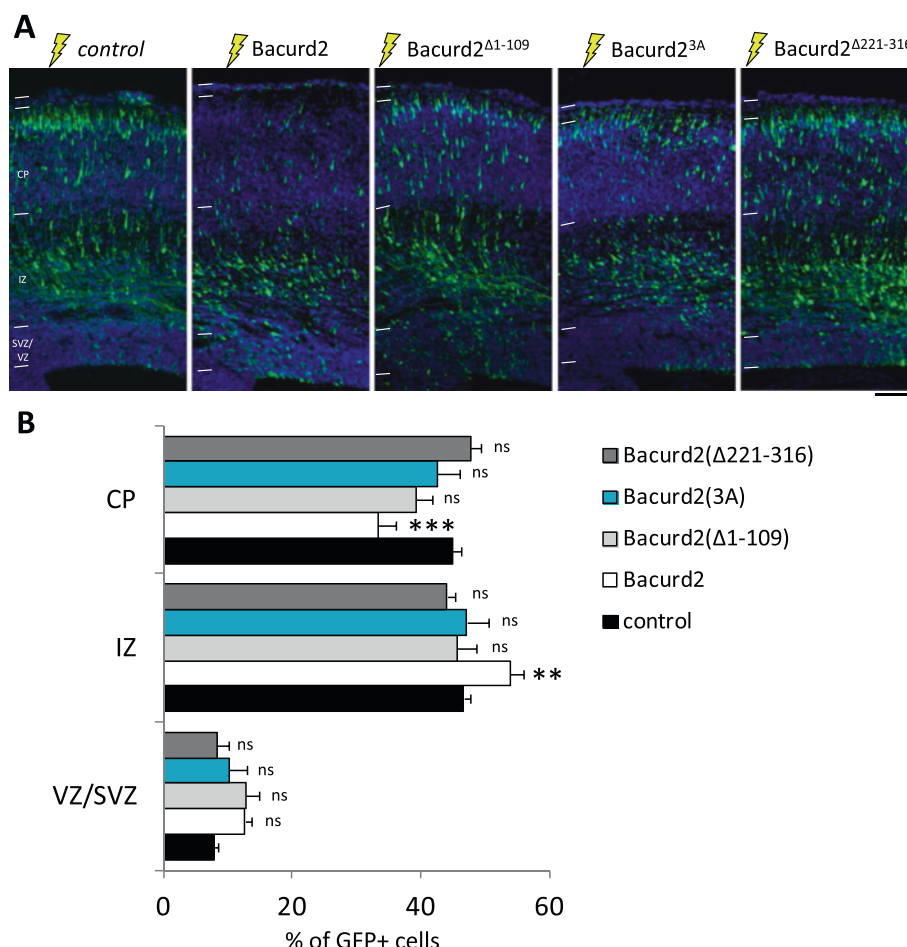 A
control Bacurd2 Bacurd2Δ1-109 Bacurd23A Bacurd2Δ221-316
CP
IZ
SVZ/
VZ
B
CP
ns
ns
ns
***
IZ
ns
ns
ns
**
VZ/SVZ
ns
ns
ns
ns
0 20 40 60
% of GFP+ cells
Bacurd2(Δ221-316)
Bacurd2(3A)
Bacurd2(Δ1-109)
Bacurd2
control